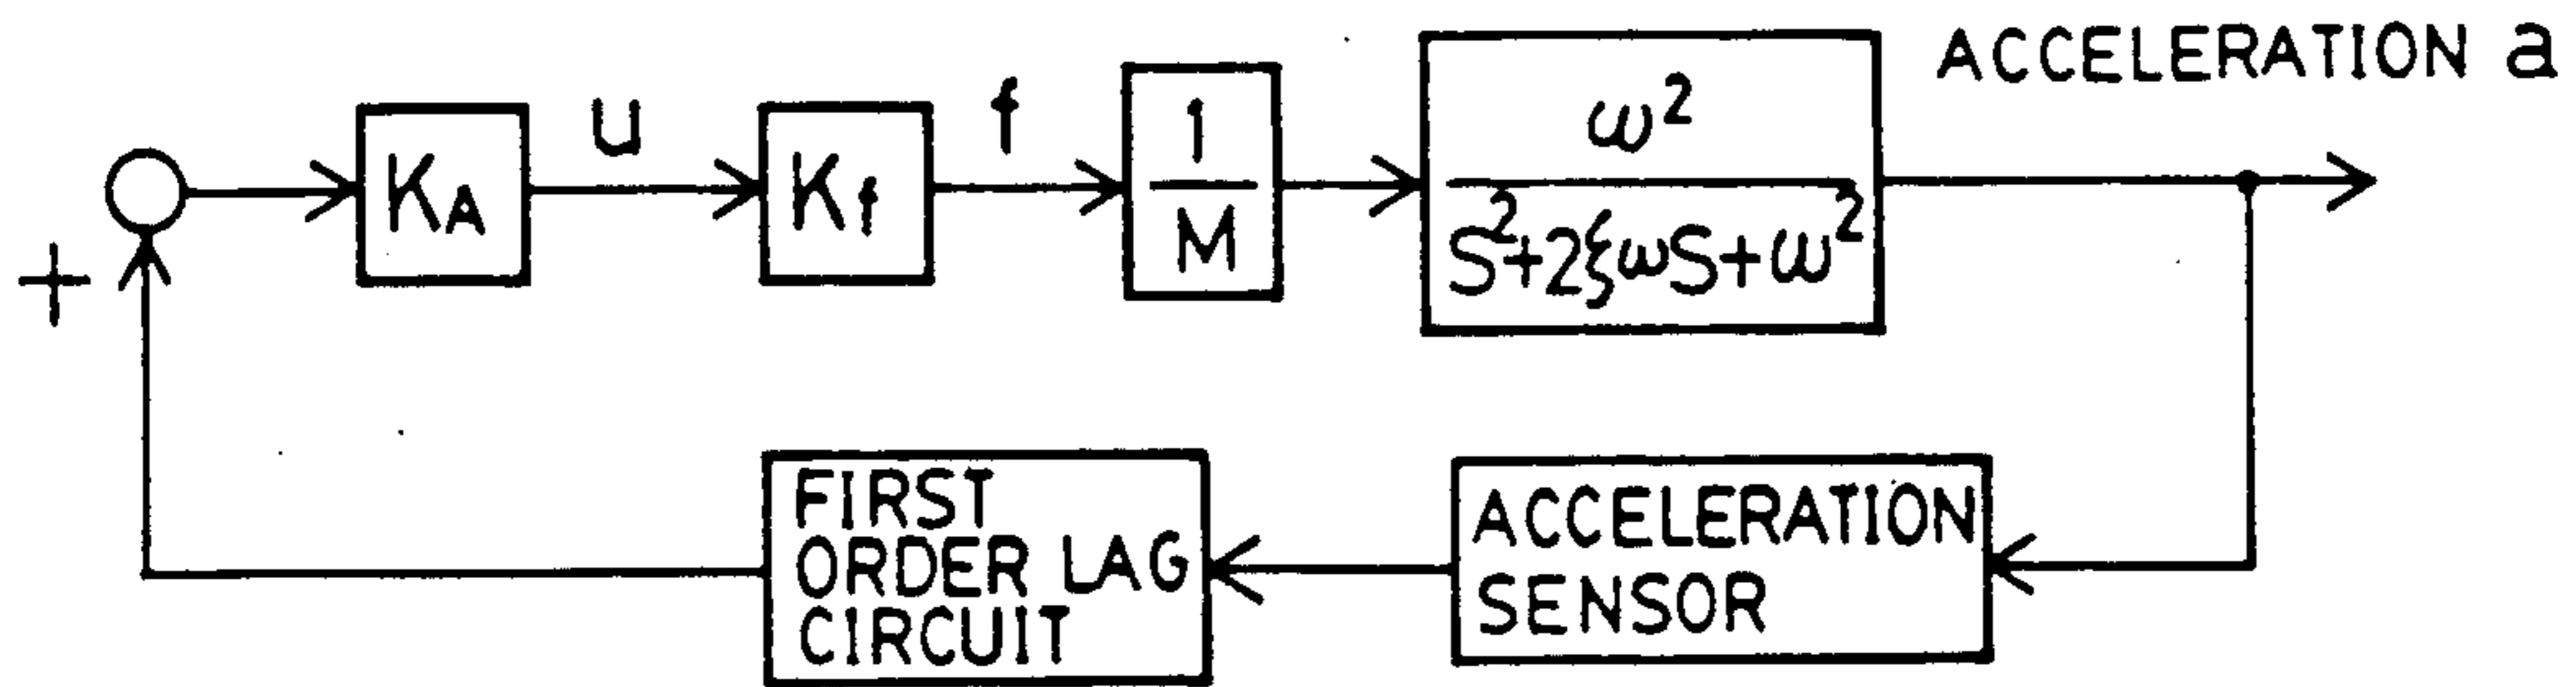 ACCELERATION a
+
K_A
u
K_f
f
1
M
ω²
S²+2ξωS+ω²
FIRST
ORDER LAG
CIRCUIT
ACCELERATION
SENSOR